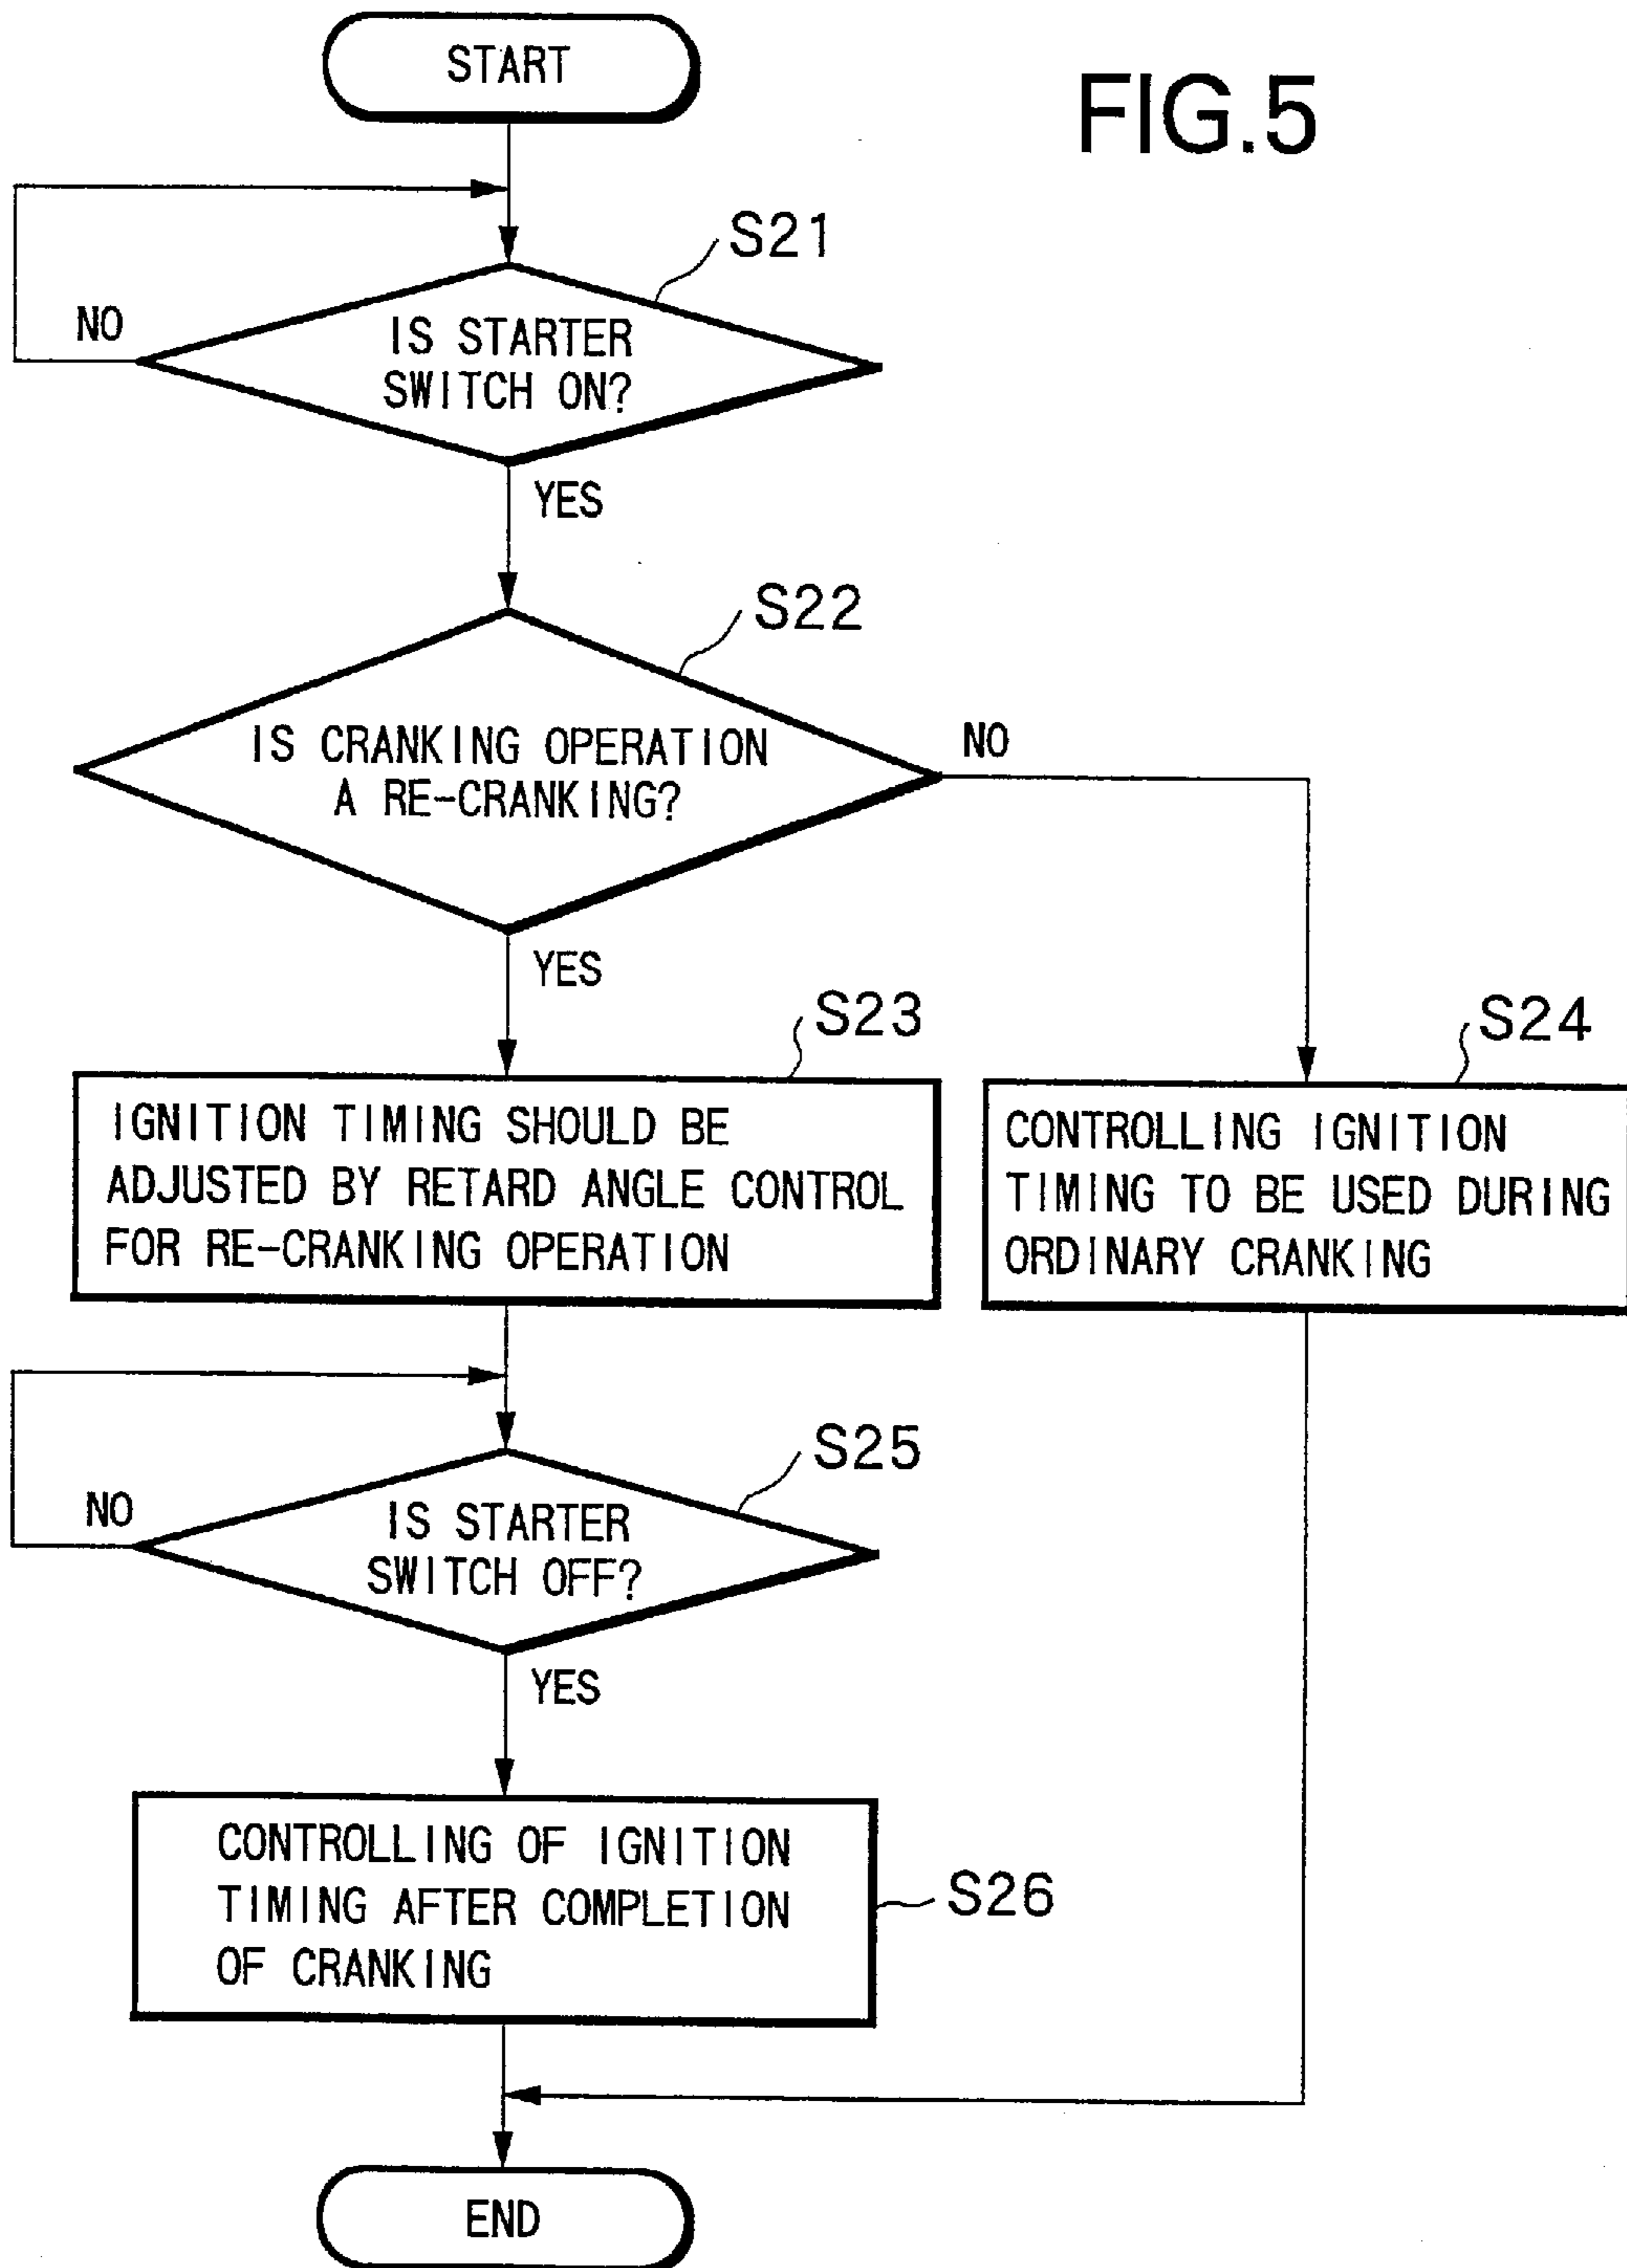 START
FIG.5
S21
NO
IS STARTER
SWITCH ON?
YES
S22
IS CRANKING OPERATION
A RE-CRANKING?
NO
YES
S23
S24
IGNITION TIMING SHOULD BE
ADJUSTED BY RETARD ANGLE CONTROL
FOR RE-CRANKING OPERATION
CONTROLLING IGNITION
TIMING TO BE USED DURING
ORDINARY CRANKING
S25
NO
IS STARTER
SWITCH OFF?
YES
CONTROLLING OF IGNITION
TIMING AFTER COMPLETION
OF CRANKING
S26
END